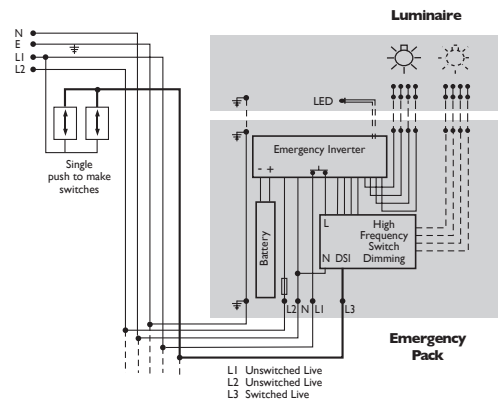 Luminaire
N
E
L1
L2
LED
Single
push to make
switches
Emergency Inverter
- +
Battery
L
High
Frequency
Switch
N DSI Dimming
L2 N L1 L3
Emergency
Pack
L1 Unswitched Live
L2 Unswitched Live
L3 Switched Live